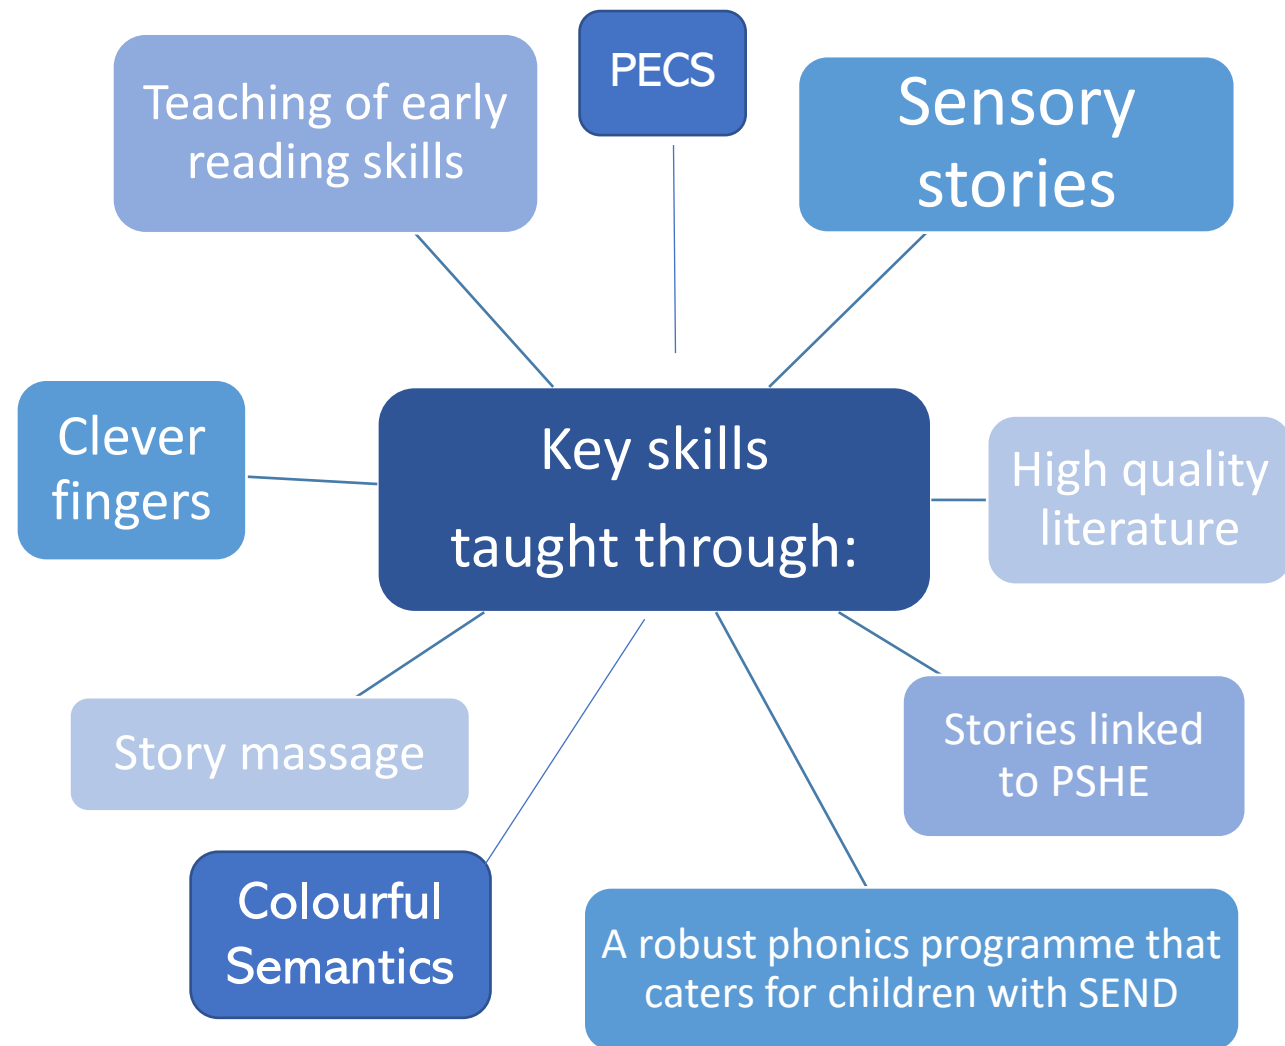 PECS
Teaching of early
reading skills
Sensory
stories
Clever
fingers
Key skills
taught through:
High quality
literature
Story massage
Stories linked
to PSHE
Colourful
Semantics
A robust phonics programme that
caters for children with SEND